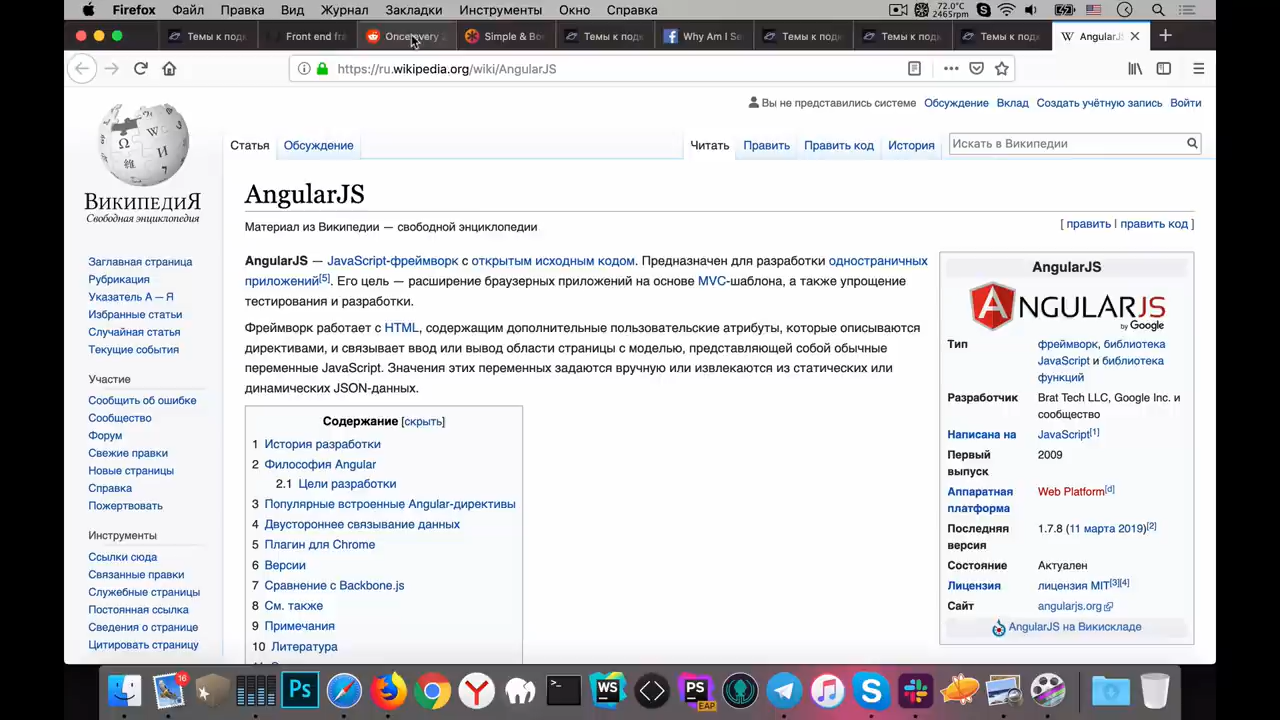 Firefox Файл Правка Вид Журнал Закладки Инструменты Окно Справка 72.0°C 2465rpm
Темы к под Front end fra Oncovery Simple & Bo Темы к под Why Am I Se Темы к под Темы к под Темы к под AngularJS
https://ru.wikipedia.org/wiki/AngularJS
Вы не представились системе Обсуждение Вклад Создать учётную запись Войти
Статья Обсуждение Читать Править Править код История Искать в Википедии
ВикипедиЯ
Свободная энциклопедия
Заглавная страница
Рубрикация
Указатель А — Я
Избранные статьи
Случайная статья
Текущие события
Участие
Сообщить об ошибке
Сообщество
Форум
Свежие правки
Новые страницы
Справка
Пожертвовать
Инструменты
Ссылки сюда
Связанные правки
Служебные страницы
Постоянная ссылка
Сведения о странице
Цитировать страницу
AngularJS
Материал из Википедии — свободной энциклопедии
[ править | править код ]
AngularJS — JavaScript-фреймворк с открытым исходным кодом. Предназначен для разработки одностраничных
приложений[5]. Его цель — расширение браузерных приложений на основе MVC-шаблона, а также упрощение
тестирования и разработки.
Фреймворк работает с HTML, содержащим дополнительные пользовательские атрибуты, которые описываются
директивами, и связывает ввод или вывод области страницы с моделью, представляющей собой обычные
переменные JavaScript. Значения этих переменных задаются вручную или извлекаются из статических или
динамических JSON-данных.
Содержание [скрыть]
1 История разработки
2 Философия Angular
2.1 Цели разработки
3 Популярные встроенные Angular-директивы
4 Двустороннее связывание данных
5 Плагин для Chrome
6 Версии
7 Сравнение с Backbone.js
8 См. также
9 Примечания
10 Литература
AngularJS
ANGULARJS
by Google
Тип фреймворк, библиотека
JavaScript и библиотека
функций
Разработчик Brat Tech LLC, Google Inc. и
сообщество
Написана на JavaScript[1]
Первый 2009
выпуск
Аппаратная Web Platform[d]
платформа
Последняя 1.7.8 (11 марта 2019)[2]
версия
Состояние Актуален
Лицензия лицензия MIT[3][4]
Сайт angularjs.org
AngularJS на Викискладе
16 Ps Y WS PS EAP S